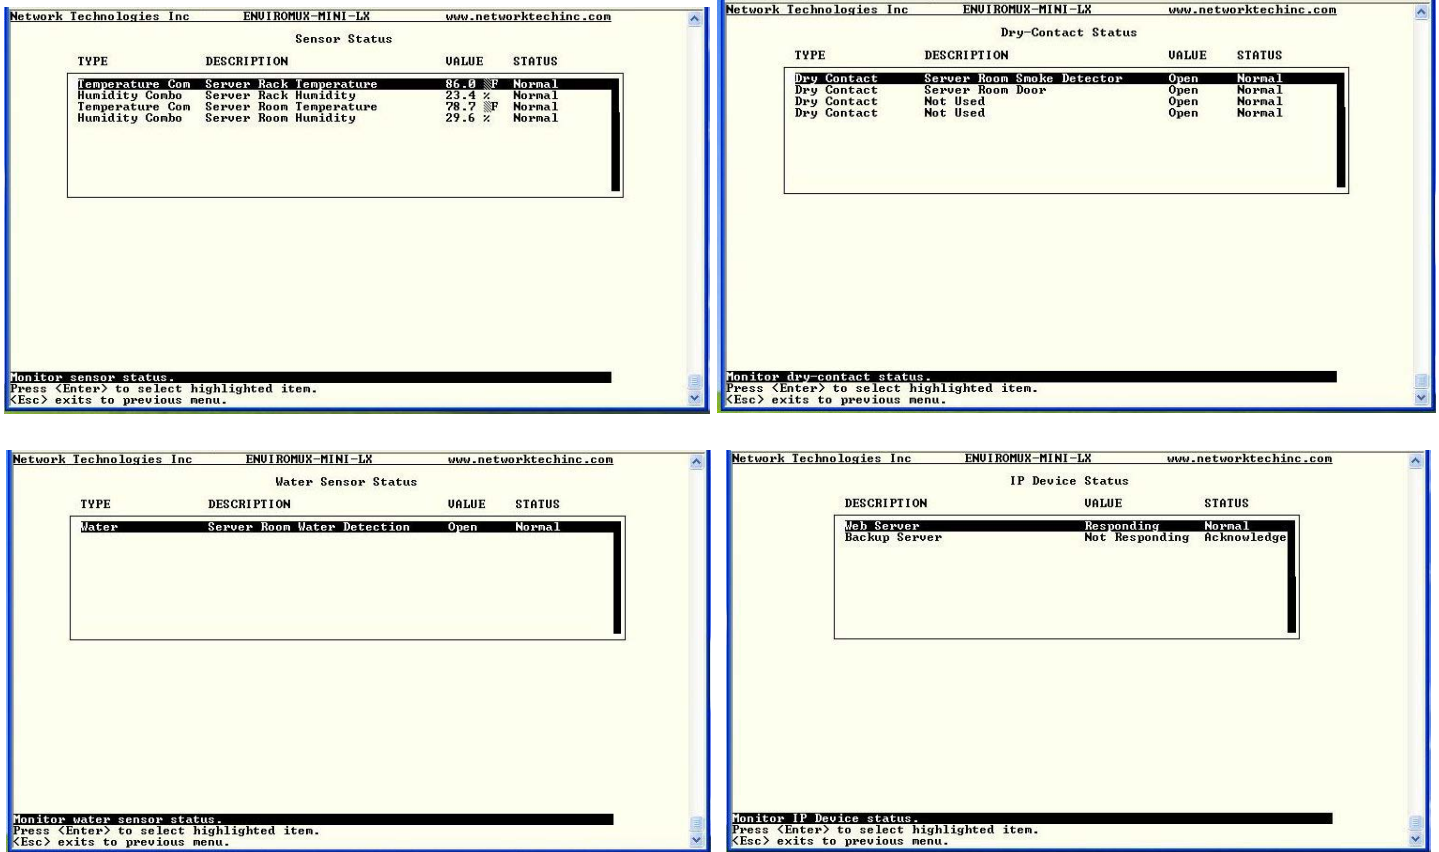 Network Technologies Inc ENVIROMUX-MINI-LX www.networktechinc.com
Sensor Status
TYPE DESCRIPTION VALUE STATUS
Temperature Com Server Rack Temperature 86.0 ▒F Normal
Humidity Combo Server Rack Humidity 23.4 % Normal
Temperature Com Server Room Temperature 78.7 ▒F Normal
Humidity Combo Server Room Humidity 29.6 % Normal
Monitor sensor status.
Press <Enter> to select highlighted item.
<Esc> exits to previous menu.
Network Technologies Inc ENVIROMUX-MINI-LX www.networktechinc.com
Dry-Contact Status
TYPE DESCRIPTION VALUE STATUS
Dry Contact Server Room Smoke Detector Open Normal
Dry Contact Server Room Door Open Normal
Dry Contact Not Used Open Normal
Dry Contact Not Used Open Normal
Monitor dry-contact status.
Press <Enter> to select highlighted item.
<Esc> exits to previous menu.
Network Technologies Inc ENVIROMUX-MINI-LX www.networktechinc.com
Water Sensor Status
TYPE DESCRIPTION VALUE STATUS
Water Server Room Water Detection Open Normal
Monitor water sensor status.
Press <Enter> to select highlighted item.
<Esc> exits to previous menu.
Network Technologies Inc ENVIROMUX-MINI-LX www.networktechinc.com
IP Device Status
DESCRIPTION VALUE STATUS
Web Server Responding Normal
Backup Server Not Responding Acknowledge
Monitor IP Device status.
Press <Enter> to select highlighted item.
<Esc> exits to previous menu.